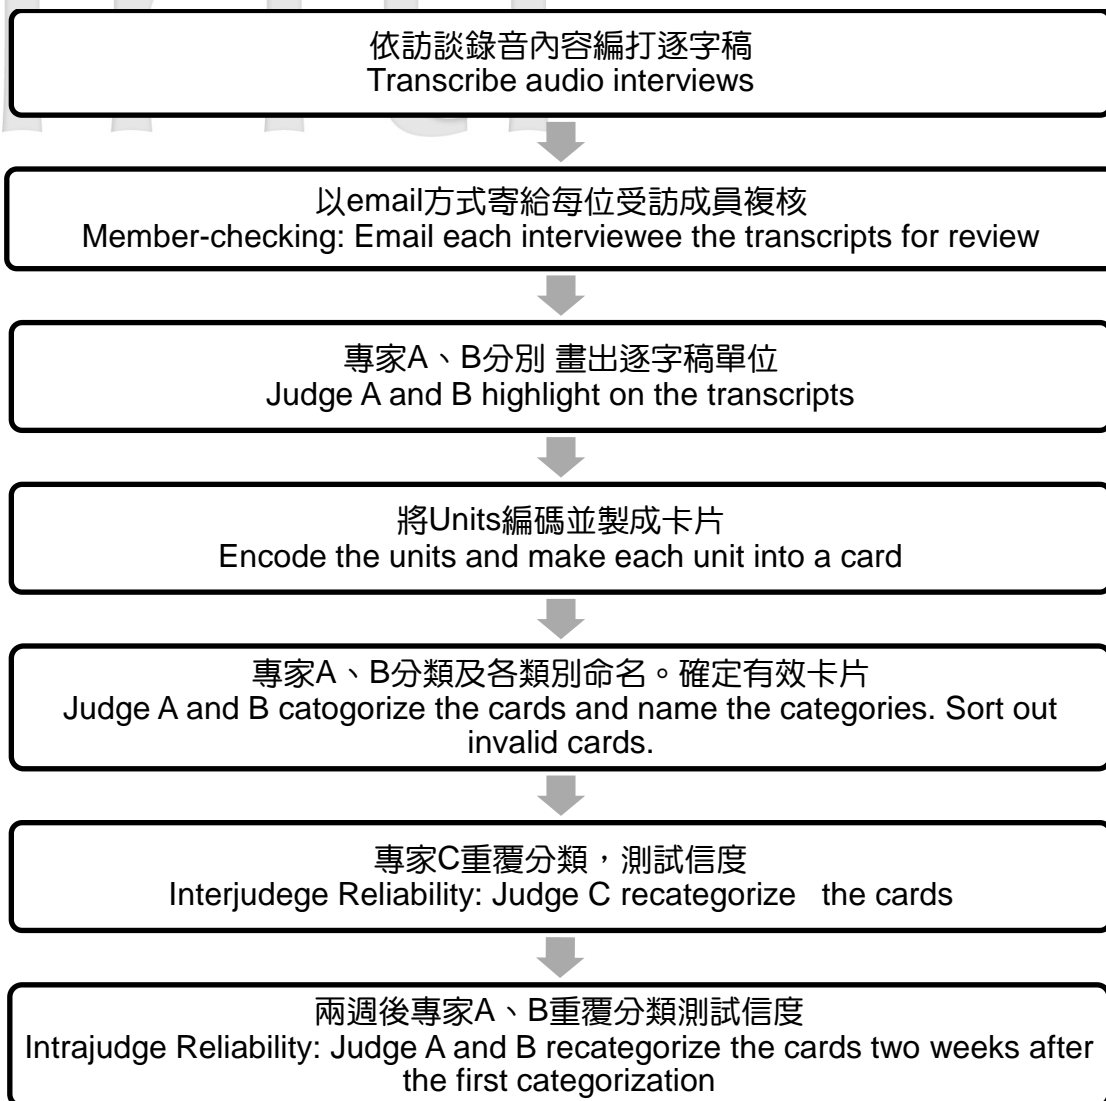 依訪談錄音內容編打逐字稿
Transcribe audio interviews
以email方式寄給每位受訪成員複核
Member-checking: Email each interviewee the transcripts for review
專家A、B分別 畫出逐字稿單位
Judge A and B highlight on the transcripts
將Units編碼並製成卡片
Encode the units and make each unit into a card
專家A、B分類及各類別命名。確定有效卡片
Judge A and B catogorize the cards and name the categories. Sort out
invalid cards.
專家C重覆分類，測試信度
Interjudege Reliability: Judge C recategorize   the cards
兩週後專家A、B重覆分類測試信度
Intrajudge Reliability: Judge A and B recategorize the cards two weeks after
the first categorization